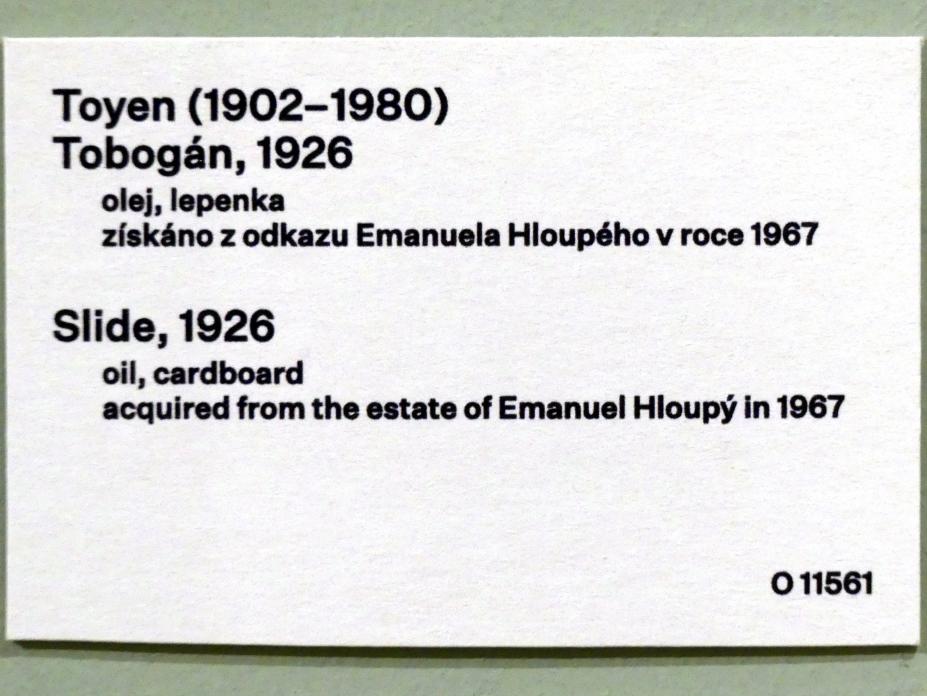 Toyen (1902–1980)
Tobogán, 1926
olej, lepenka
získáno z odkazu Emanuela Hloupého v roce 1967
Slide, 1926
oil, cardboard
acquired from the estate of Emanuel Hloupý in 1967
O 11561